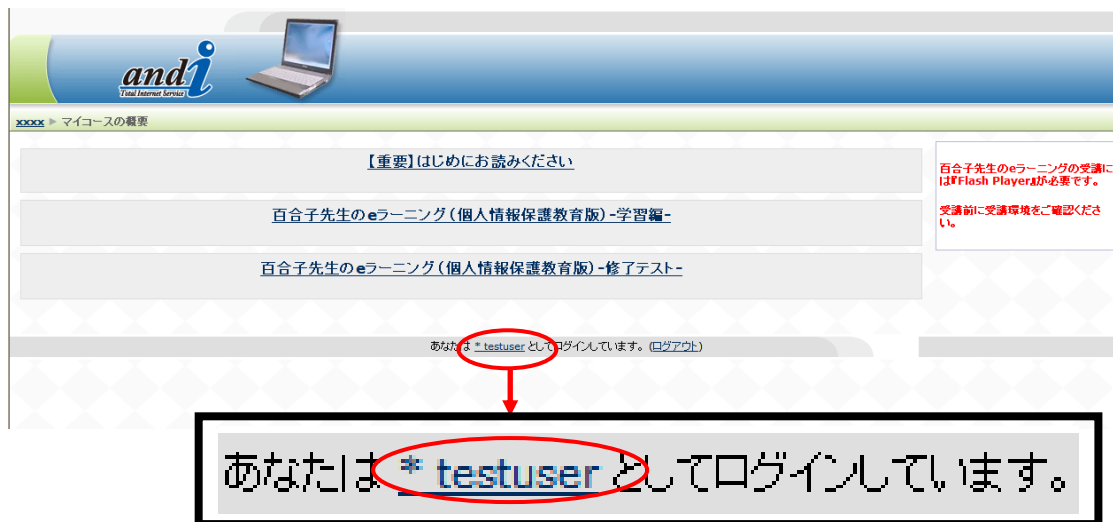 andi
Total Internet Service
xxxx ▶ マイコースの概要
【重要】はじめにお読みください
百合子先生のeラーニング(個人情報保護教育版)-学習編-
百合子先生のeラーニング(個人情報保護教育版)-修了テスト-
百合子先生のeラーニングの受講に
は『Flash Player』が必要です。
受講前に受講環境をご確認くださ
い。
あなたは * testuser としてログインしています。(ログアウト)
あなたは * testuser としてログインしています。